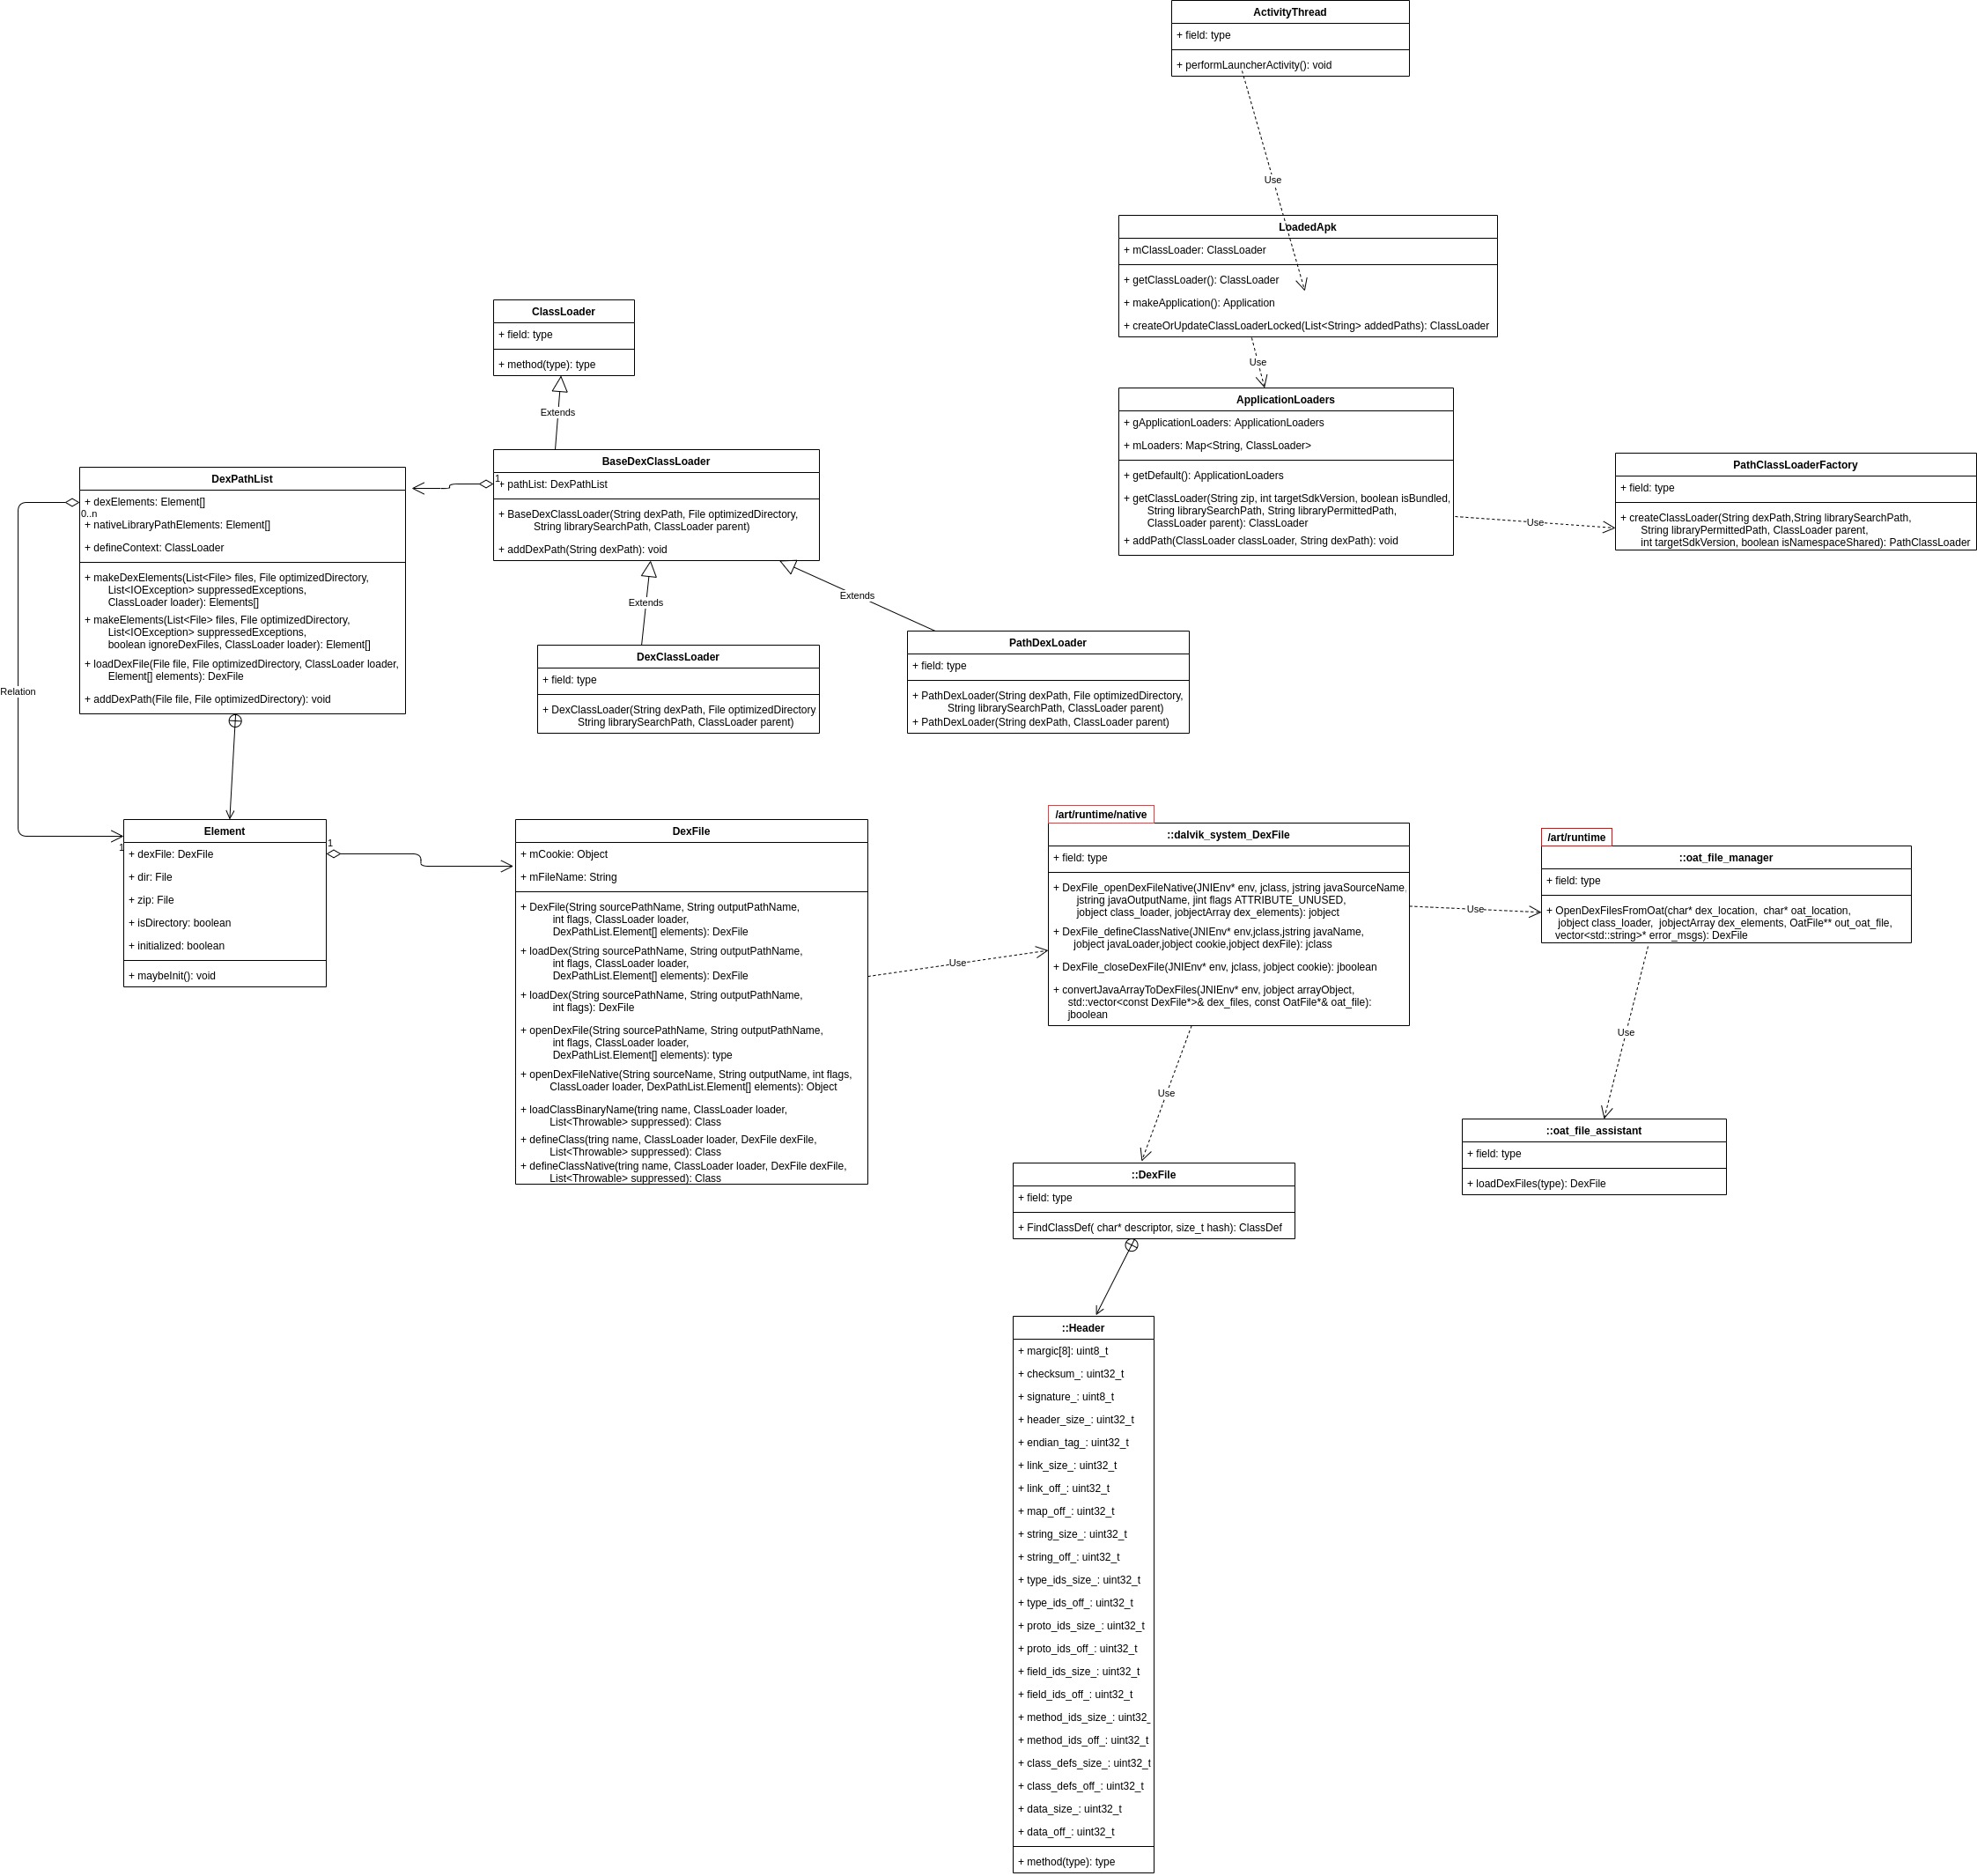 ActivityThread
+ field: type
+ performLauncherActivity(): void
Use
LoadedApk
+ mClassLoader: ClassLoader
+ getClassLoader(): ClassLoader
+ makeApplication(): Application
+ createOrUpdateClassLoaderLocked(List<String> addedPaths): ClassLoader
Use
ApplicationLoaders
+ gApplicationLoaders: ApplicationLoaders
+ mLoaders: Map<String, ClassLoader>
+ getDefault(): ApplicationLoaders
+ getClassLoader(String zip, int targetSdkVersion, boolean isBundled,
String librarySearchPath, String libraryPermittedPath,
ClassLoader parent): ClassLoader
+ addPath(ClassLoader classLoader, String dexPath): void
Use
PathClassLoaderFactory
+ field: type
+ createClassLoader(String dexPath,String librarySearchPath,
String libraryPermittedPath, ClassLoader parent,
int targetSdkVersion, boolean isNamespaceShared): PathClassLoader
ClassLoader
+ field: type
+ method(type): type
Extends
BaseDexClassLoader
1
+ pathList: DexPathList
+ BaseDexClassLoader(String dexPath, File optimizedDirectory,
String librarySearchPath, ClassLoader parent)
+ addDexPath(String dexPath): void
Extends
Extends
DexClassLoader
+ field: type
+ DexClassLoader(String dexPath, File optimizedDirectory
String librarySearchPath, ClassLoader parent)
PathDexLoader
+ field: type
+ PathDexLoader(String dexPath, File optimizedDirectory,
String librarySearchPath, ClassLoader parent)
+ PathDexLoader(String dexPath, ClassLoader parent)
DexPathList
+ dexElements: Element[]
0..n
+ nativeLibraryPathElements: Element[]
+ defineContext: ClassLoader
+ makeDexElements(List<File> files, File optimizedDirectory,
List<IOException> suppressedExceptions,
ClassLoader loader): Elements[]
+ makeElements(List<File> files, File optimizedDirectory,
List<IOException> suppressedExceptions,
boolean ignoreDexFiles, ClassLoader loader): Element[]
+ loadDexFile(File file, File optimizedDirectory, ClassLoader loader,
Element[] elements): DexFile
+ addDexPath(File file, File optimizedDirectory): void
Relation
1
Element
+ dexFile: DexFile
+ dir: File
+ zip: File
+ isDirectory: boolean
+ initialized: boolean
+ maybeInit(): void
1
DexFile
+ mCookie: Object
+ mFileName: String
+ DexFile(String sourcePathName, String outputPathName,
int flags, ClassLoader loader,
DexPathList.Element[] elements): DexFile
+ loadDex(String sourcePathName, String outputPathName,
int flags, ClassLoader loader,
DexPathList.Element[] elements): DexFile
+ loadDex(String sourcePathName, String outputPathName,
int flags): DexFile
+ openDexFile(String sourcePathName, String outputPathName,
int flags, ClassLoader loader,
DexPathList.Element[] elements): type
+ openDexFileNative(String sourceName, String outputName, int flags,
ClassLoader loader, DexPathList.Element[] elements): Object
+ loadClassBinaryName(tring name, ClassLoader loader,
List<Throwable> suppressed): Class
+ defineClass(tring name, ClassLoader loader, DexFile dexFile,
List<Throwable> suppressed): Class
+ defineClassNative(tring name, ClassLoader loader, DexFile dexFile,
List<Throwable> suppressed): Class
Use
/art/runtime/native
::dalvik_system_DexFile
+ field: type
+ DexFile_openDexFileNative(JNIEnv* env, jclass, jstring javaSourceName,
jstring javaOutputName, jint flags ATTRIBUTE_UNUSED,
jobject class_loader, jobjectArray dex_elements): jobject
+ DexFile_defineClassNative(JNIEnv* env,jclass,jstring javaName,
jobject javaLoader,jobject cookie,jobject dexFile): jclass
+ DexFile_closeDexFile(JNIEnv* env, jclass, jobject cookie): jboolean
+ convertJavaArrayToDexFiles(JNIEnv* env, jobject arrayObject,
std::vector<const DexFile*>& dex_files, const OatFile*& oat_file):
jboolean
Use
/art/runtime
::oat_file_manager
+ field: type
+ OpenDexFilesFromOat(char* dex_location, char* oat_location,
jobject class_loader, jobjectArray dex_elements, OatFile** out_oat_file,
vector<std::string>* error_msgs): DexFile
Use
::oat_file_assistant
+ field: type
+ loadDexFiles(type): DexFile
Use
::DexFile
+ field: type
+ FindClassDef( char* descriptor, size_t hash): ClassDef
::Header
+ margic[8]: uint8_t
+ checksum_: uint32_t
+ signature_: uint8_t
+ header_size_: uint32_t
+ endian_tag_: uint32_t
+ link_size_: uint32_t
+ link_off_: uint32_t
+ map_off_: uint32_t
+ string_size_: uint32_t
+ string_off_: uint32_t
+ type_ids_size_: uint32_t
+ type_ids_off_: uint32_t
+ proto_ids_size_: uint32_t
+ proto_ids_off_: uint32_t
+ field_ids_size_: uint32_t
+ field_ids_off_: uint32_t
+ method_ids_size_: uint32_
+ method_ids_off_: uint32_t
+ class_defs_size_: uint32_t
+ class_defs_off_: uint32_t
+ data_size_: uint32_t
+ data_off_: uint32_t
+ method(type): type